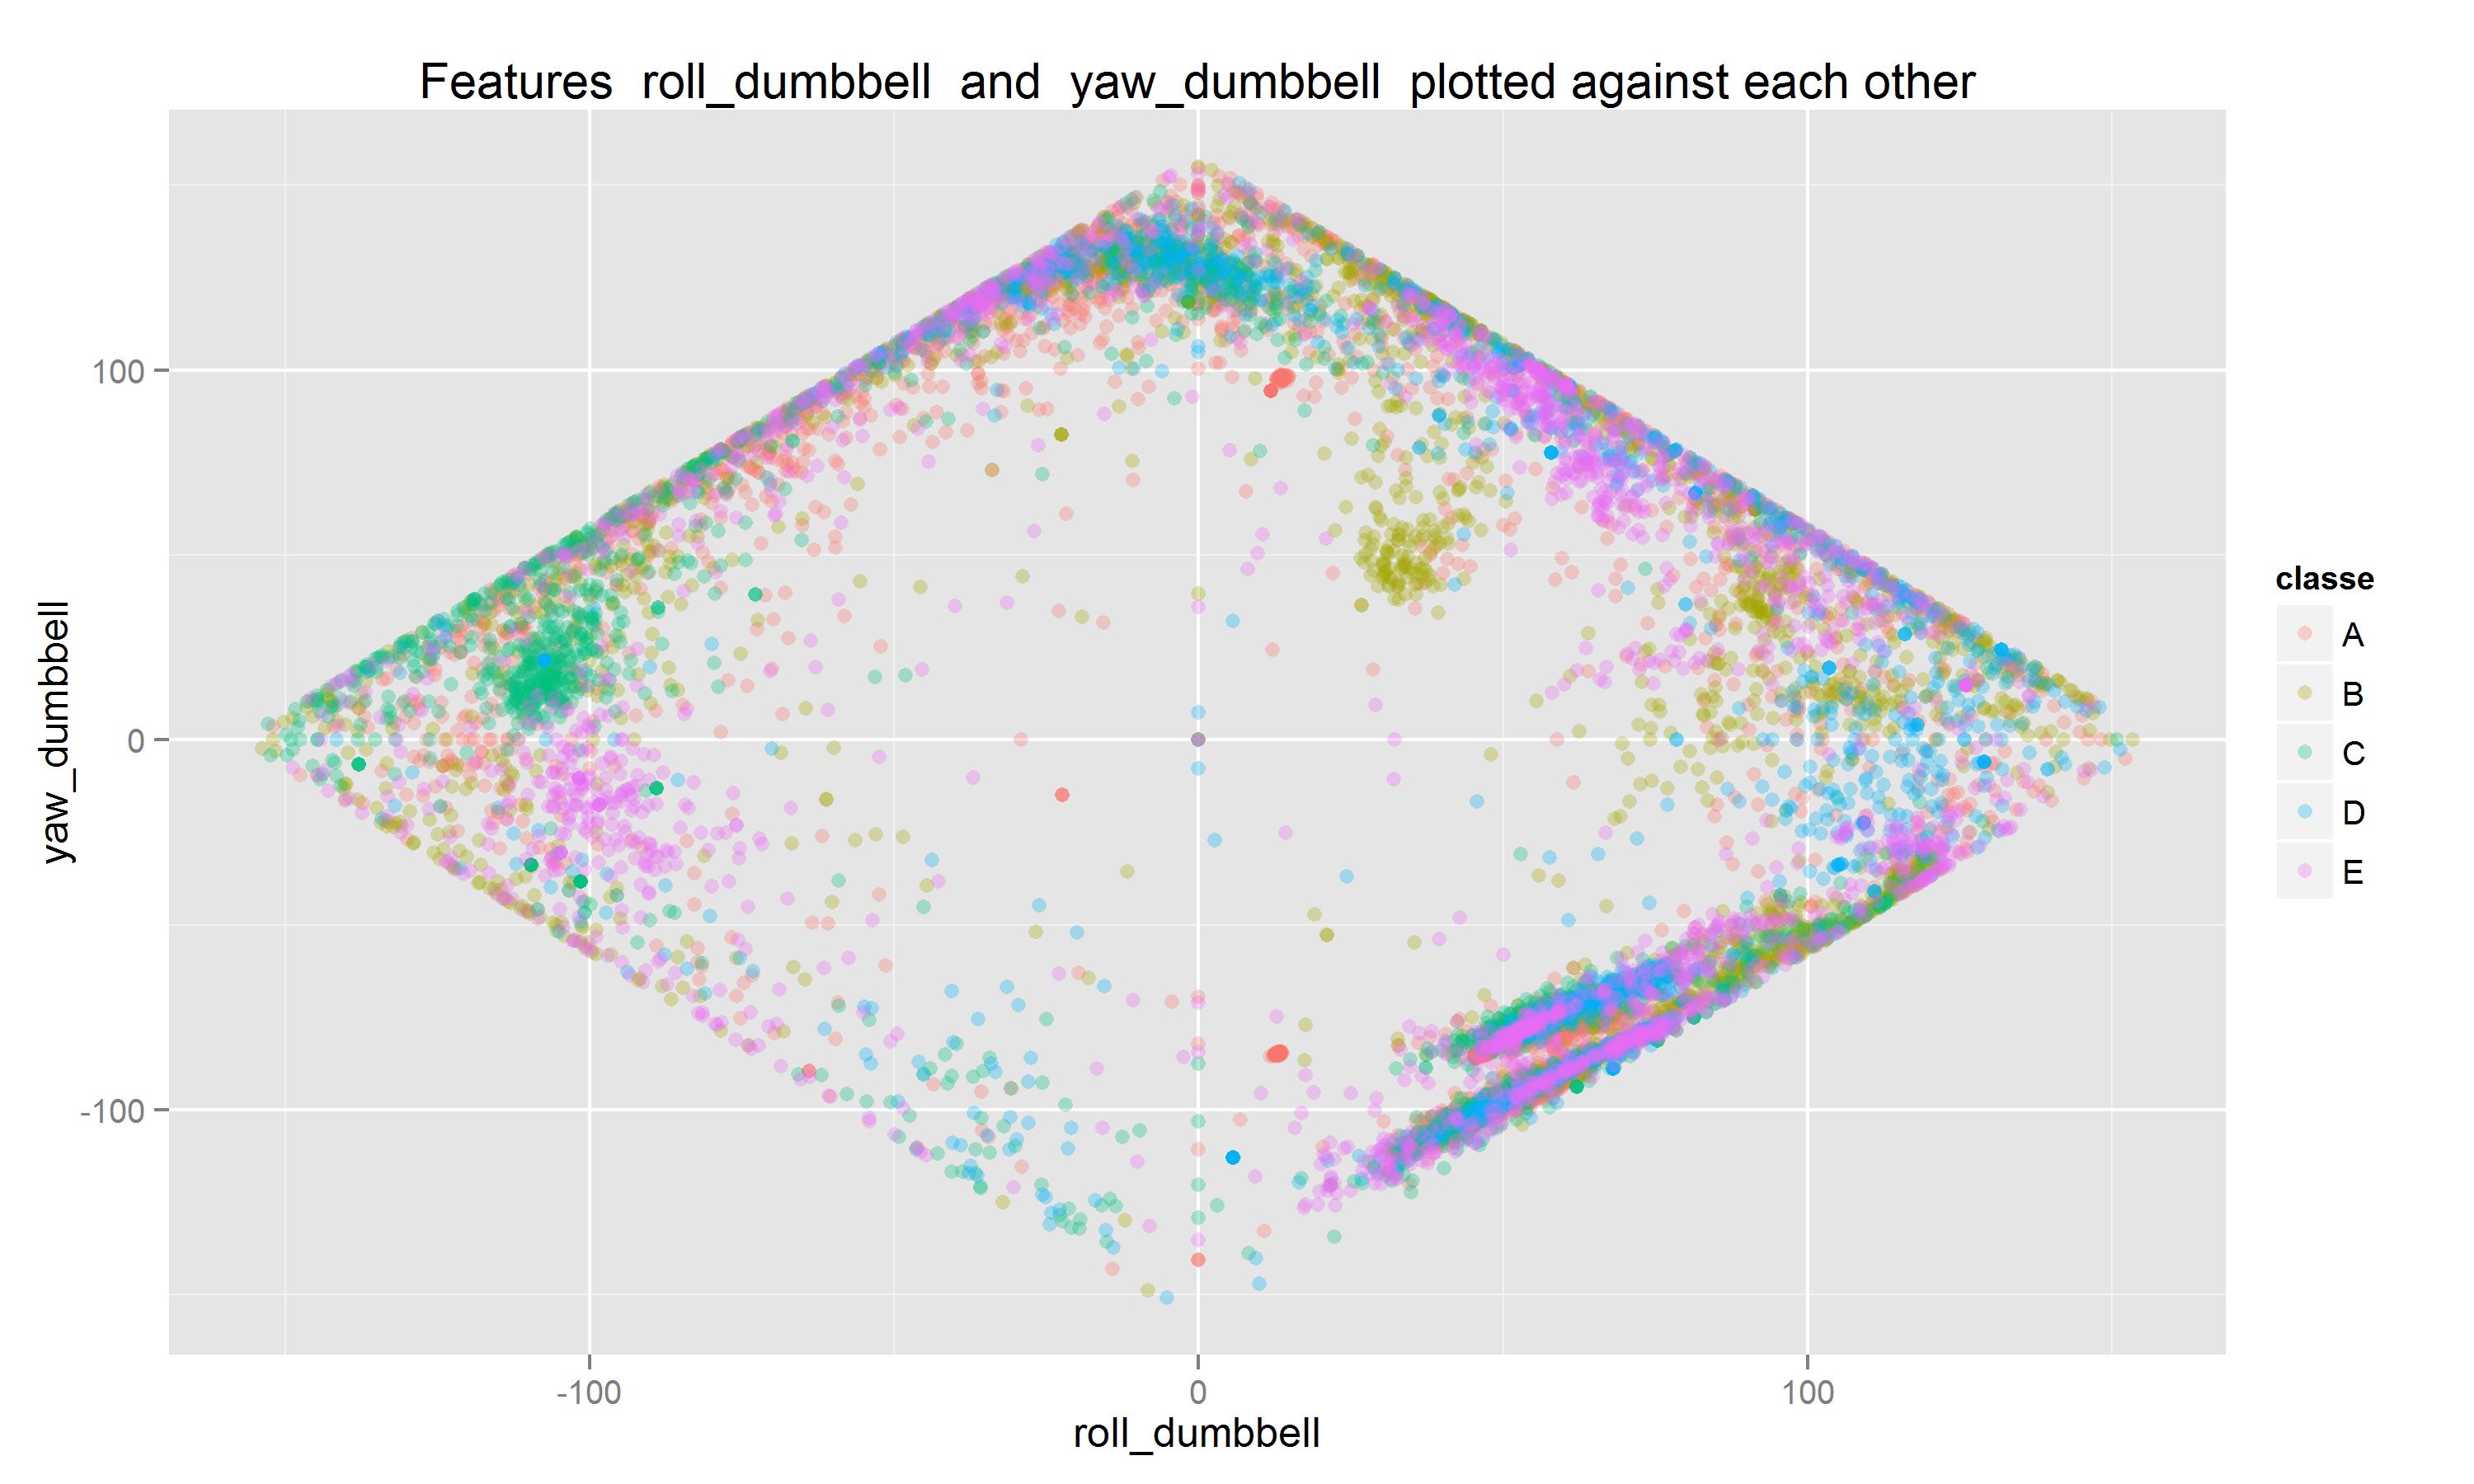 Features roll_dumbbell and yaw_dumbbell plotted against each other
yaw_dumbbell
100
0
-100
-100
0
100
roll_dumbbell
classe
A
B
C
D
E